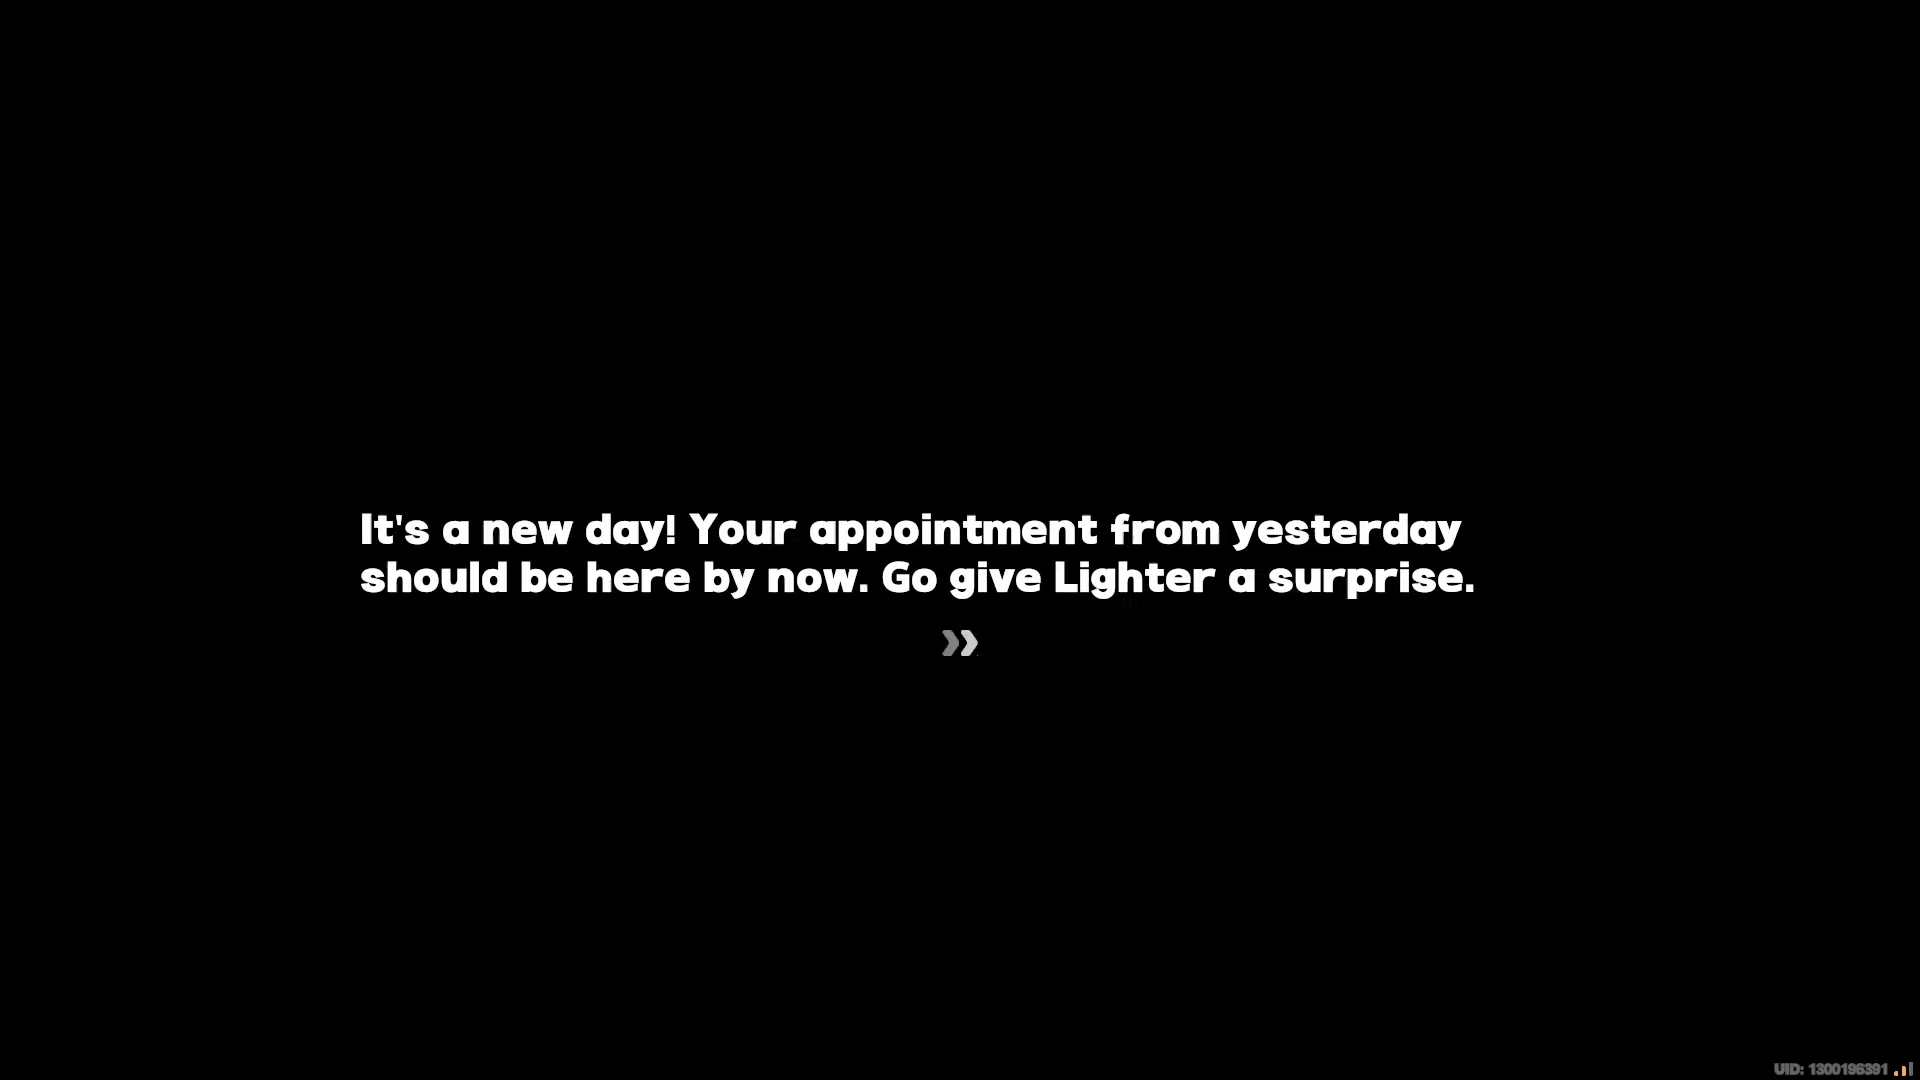 It's a new day! Your appointment from yesterday
should be here by now. Go give Lighter a surprise.
UID: 1300196391